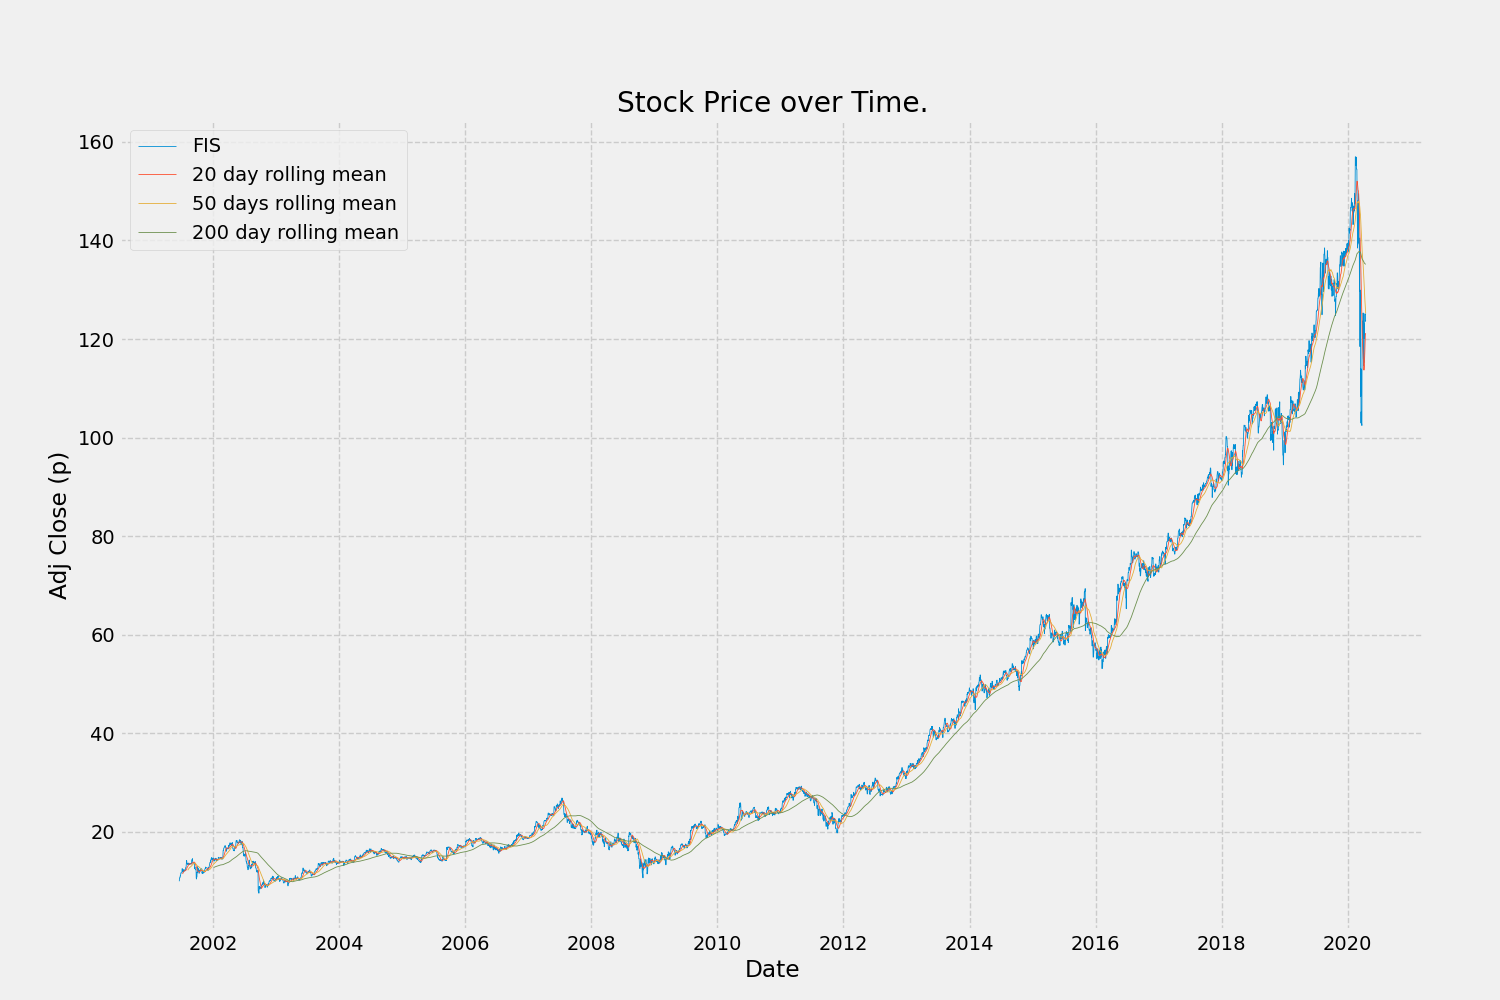 Stock Price over Time.
FIS
20 day rolling mean
50 days rolling mean
200 day rolling mean
Adj Close (p)
160
140
120
100
80
60
40
20
2002 2004 2006 2008 2010 2012 2014 2016 2018 2020
Date